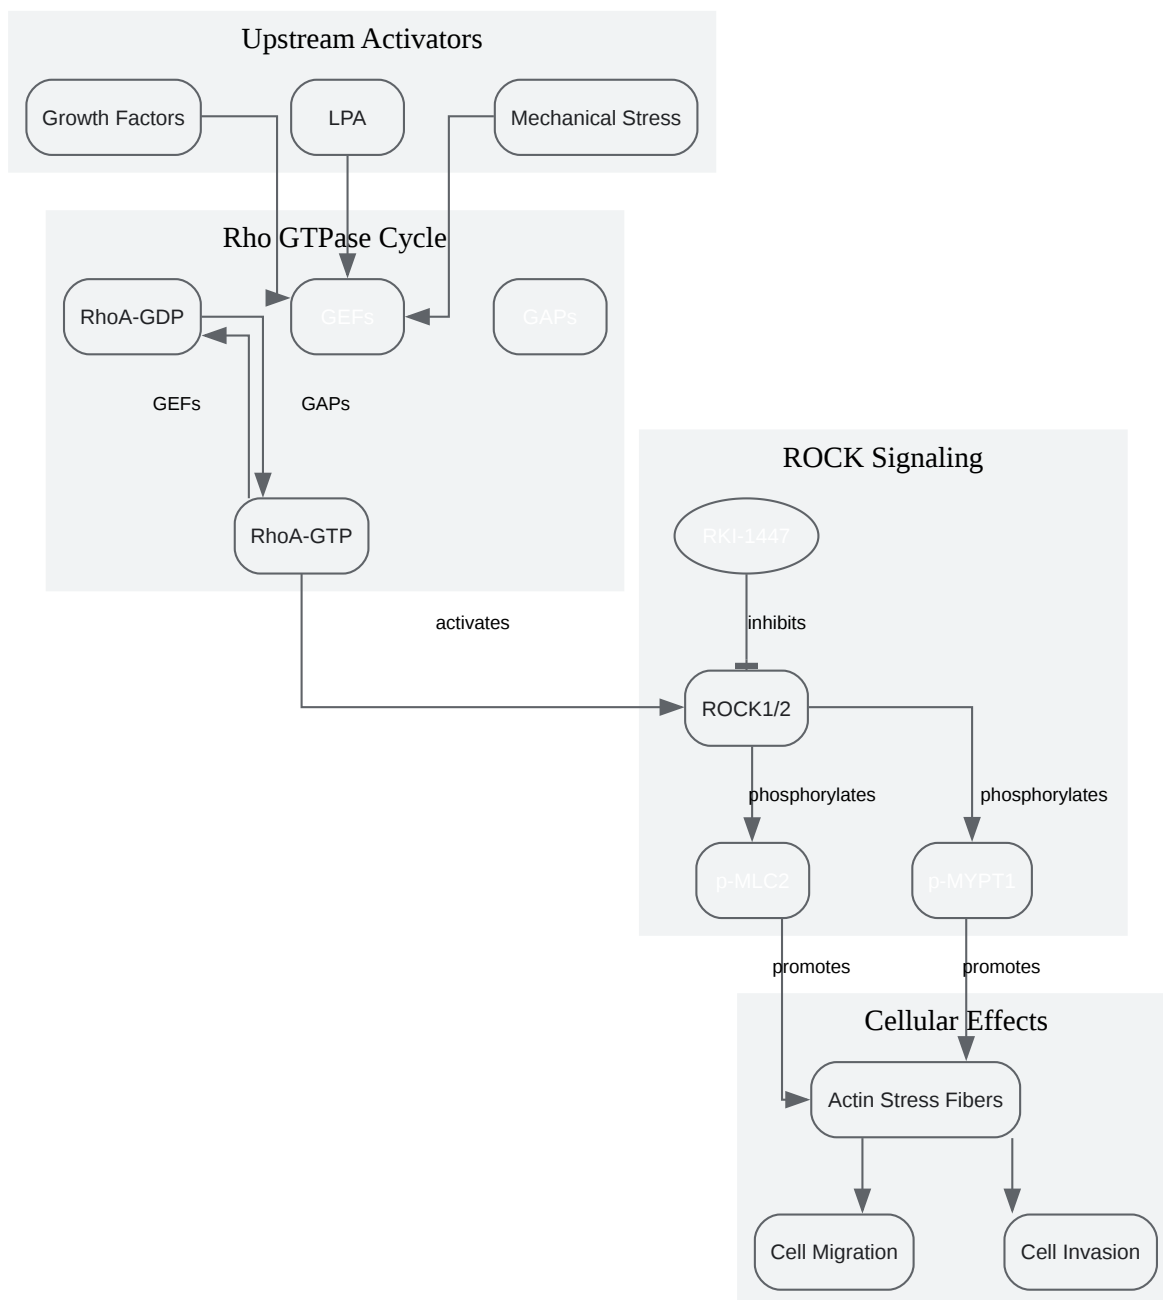 Upstream Activators
Growth Factors
LPA
Mechanical Stress
Rho GTPase Cycle
RhoA-GDP
GEFs
GAPs
GEFs
GAPs
RhoA-GTP
activates
ROCK Signaling
RKI-1447
inhibits
ROCK1/2
phosphorylates
phosphorylates
p-MLC2
p-MYPT1
promotes
promotes
Cellular Effects
Actin Stress Fibers
Cell Migration
Cell Invasion